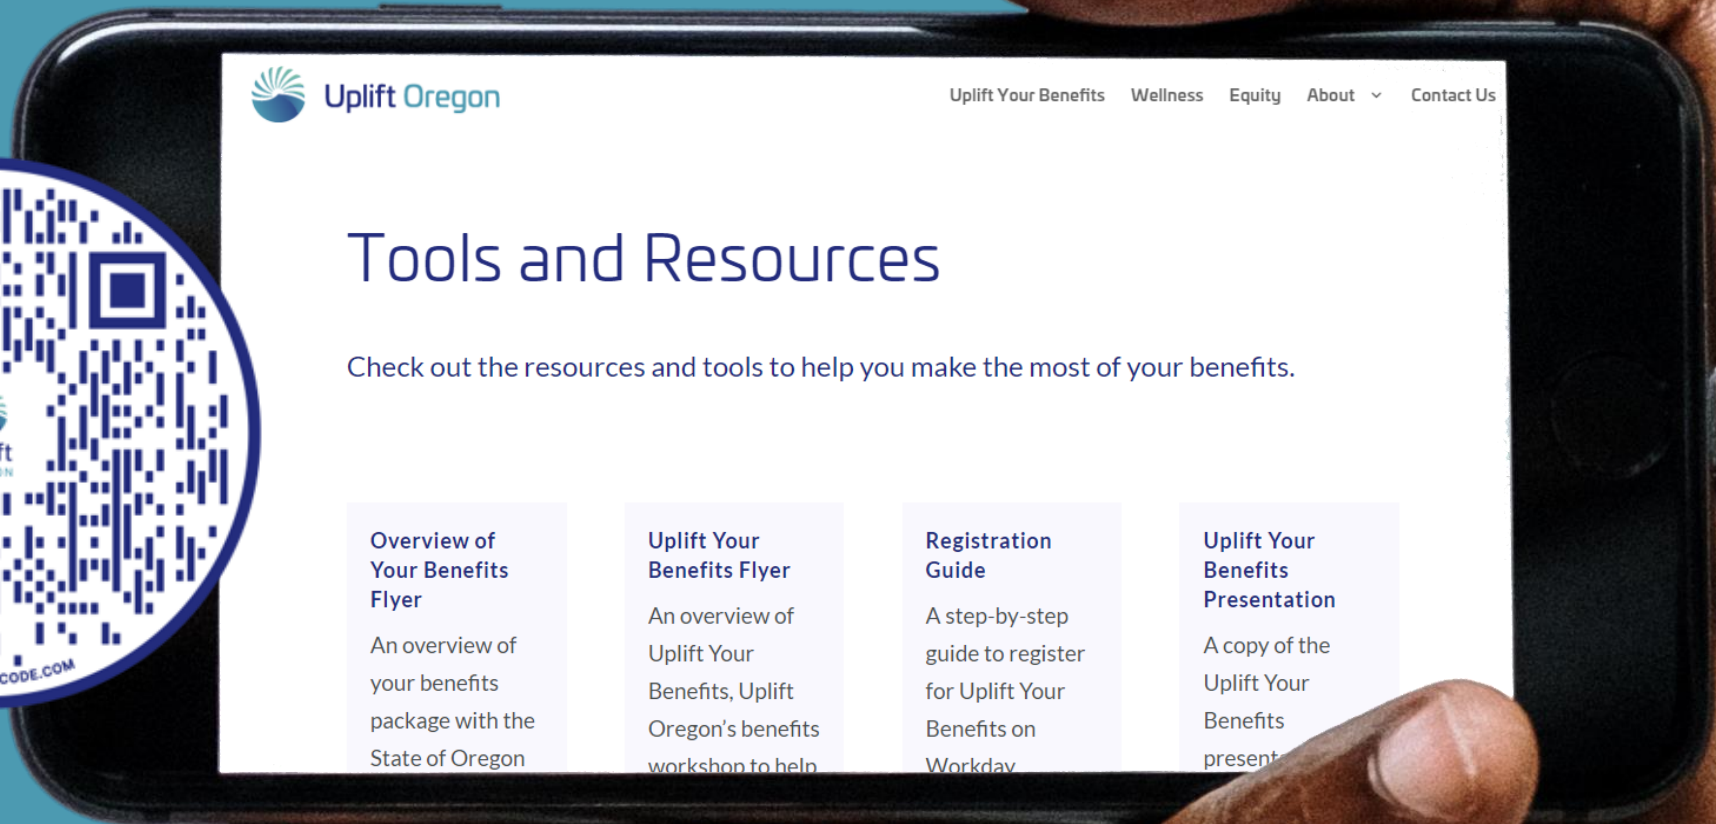 Uplift Oregon
Uplift Your Benefits Wellness Equity About Contact Us
Tools and Resources
Check out the resources and tools to help you make the most of your benefits.
Overview of
Your Benefits
Flyer
An overview of
your benefits
package with the
State of Oregon
Uplift Your
Benefits Flyer
An overview of
Uplift Your
Benefits, Uplift
Oregon’s benefits
workshop to help
Registration
Guide
A step-by-step
guide to register
for Uplift Your
Benefits on
Workday
Uplift Your
Benefits
Presentation
A copy of the
Uplift Your
Benefits
CODE.COM